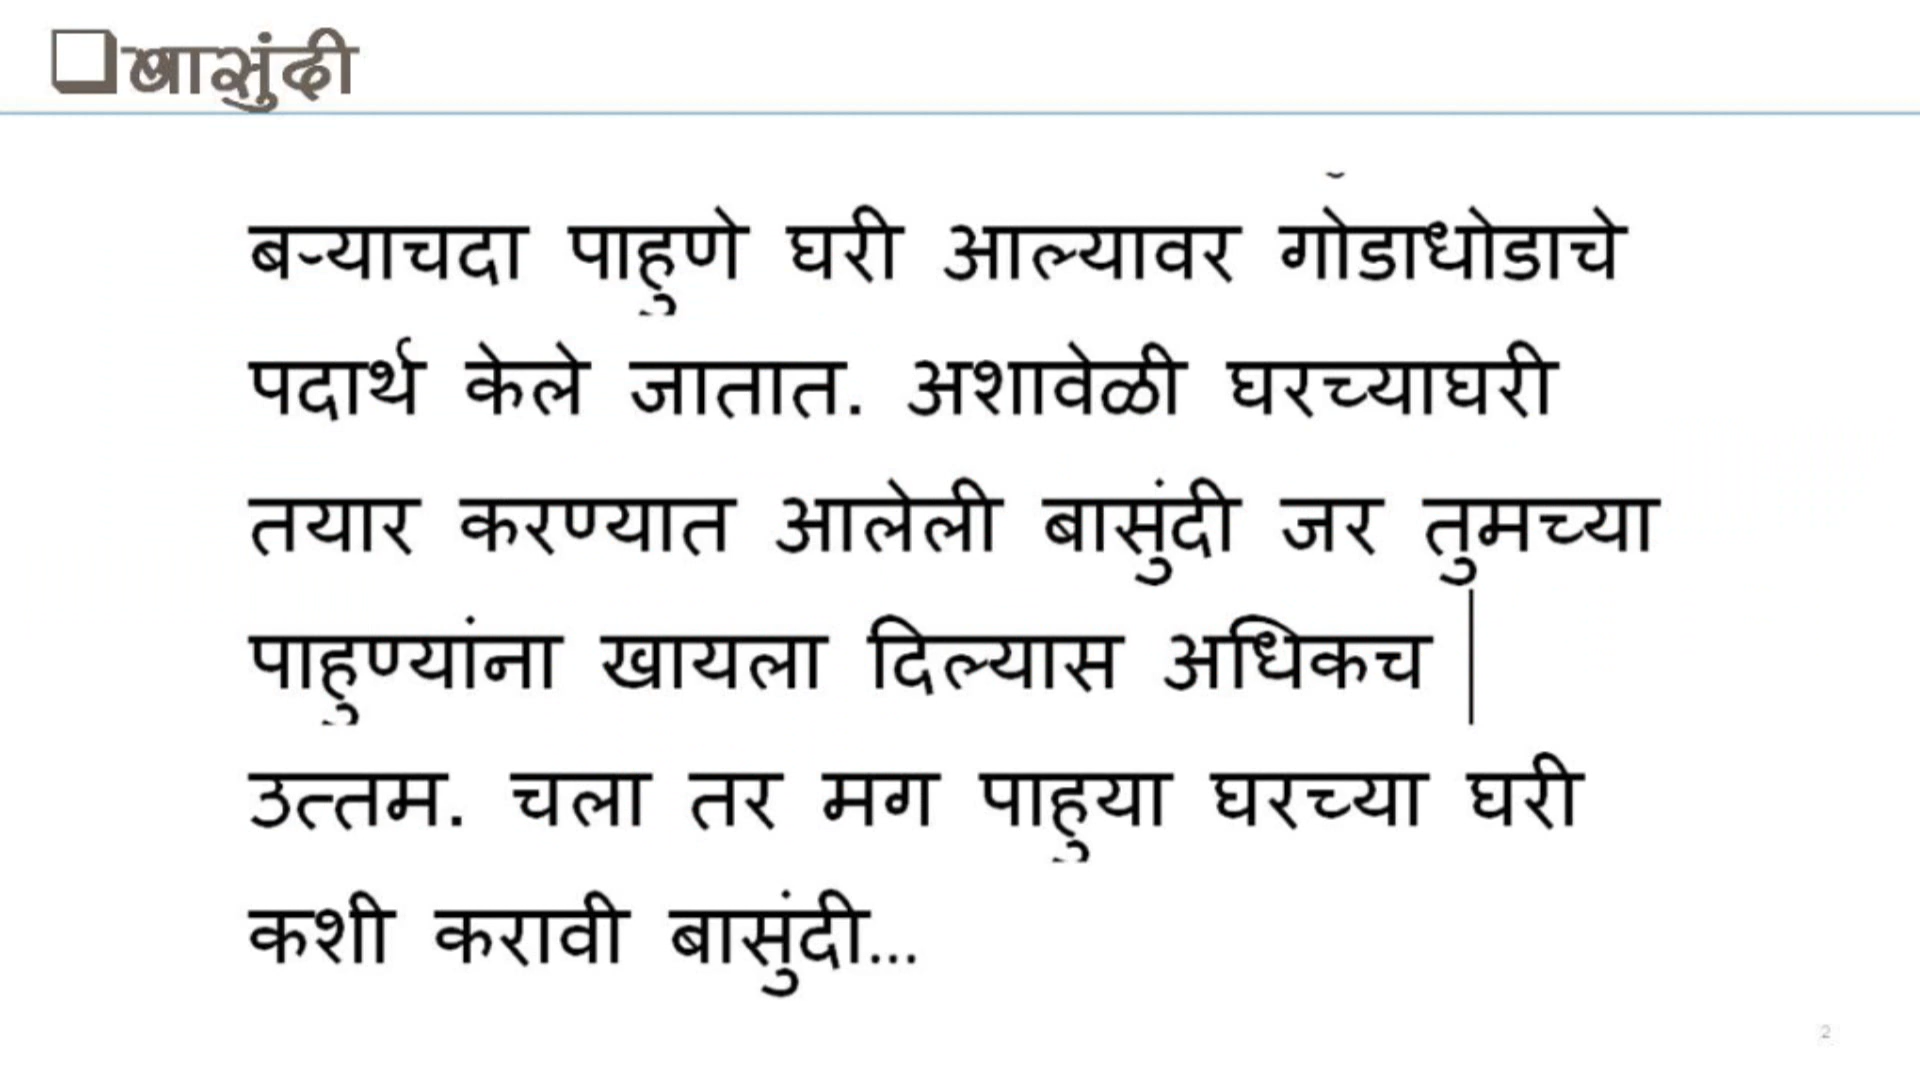 बासुंदी
बऱ्याचदा पाहुणे घरी आल्यावर गोडाधोडाचे
पदार्थ केले जातात. अशावेळी घरच्याघरी
तयार करण्यात आलेली बासुंदी जर तुमच्या
पाहुण्यांना खायला दिल्यास अधिकच
उत्तम. चला तर मग पाहुया घरच्या घरी
कशी करावी बासुंदी...
2